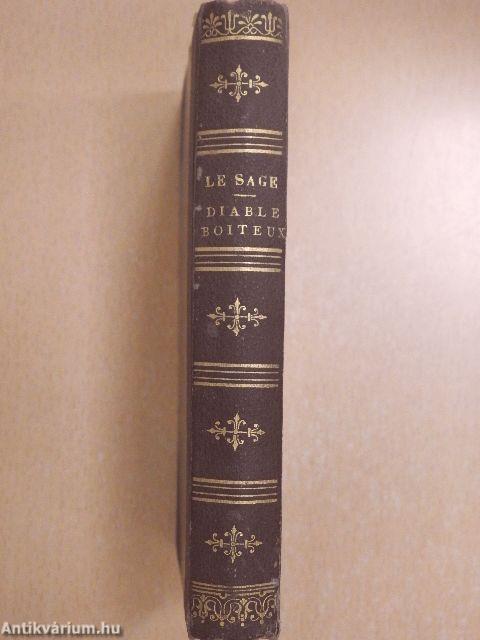 LE SAGE
DIABLE
BOITEUX
Antikvárium.hu